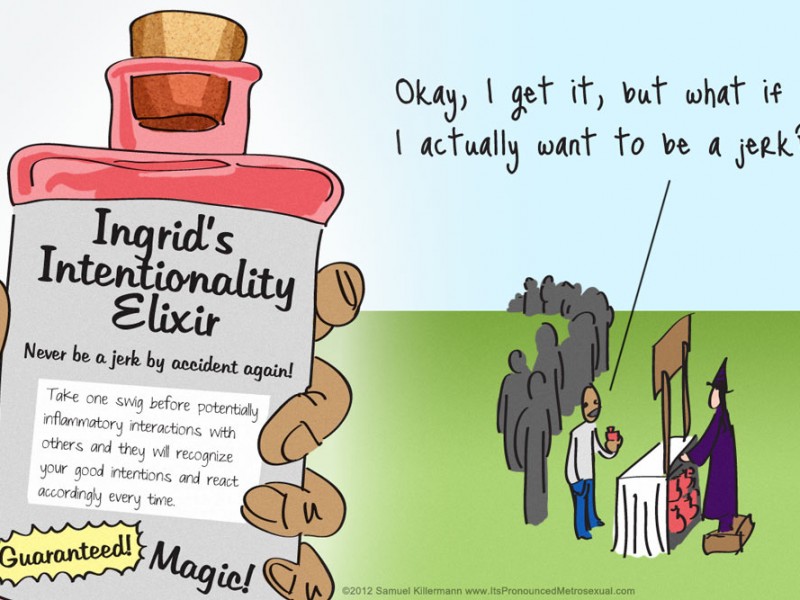 Ingrid's
Intentionality
Elixir
Never be a jerk by accident again!
Take one swig before potentially
inflammatory interactions with
others and they will recognize
your good intentions and react
accordingly every time.
Guaranteed!
Magic!
Okay, I get it, but what if
I actually want to be a jerk?
©2012 Samuel Killermann www.ItsPronouncedMetrosexual.com